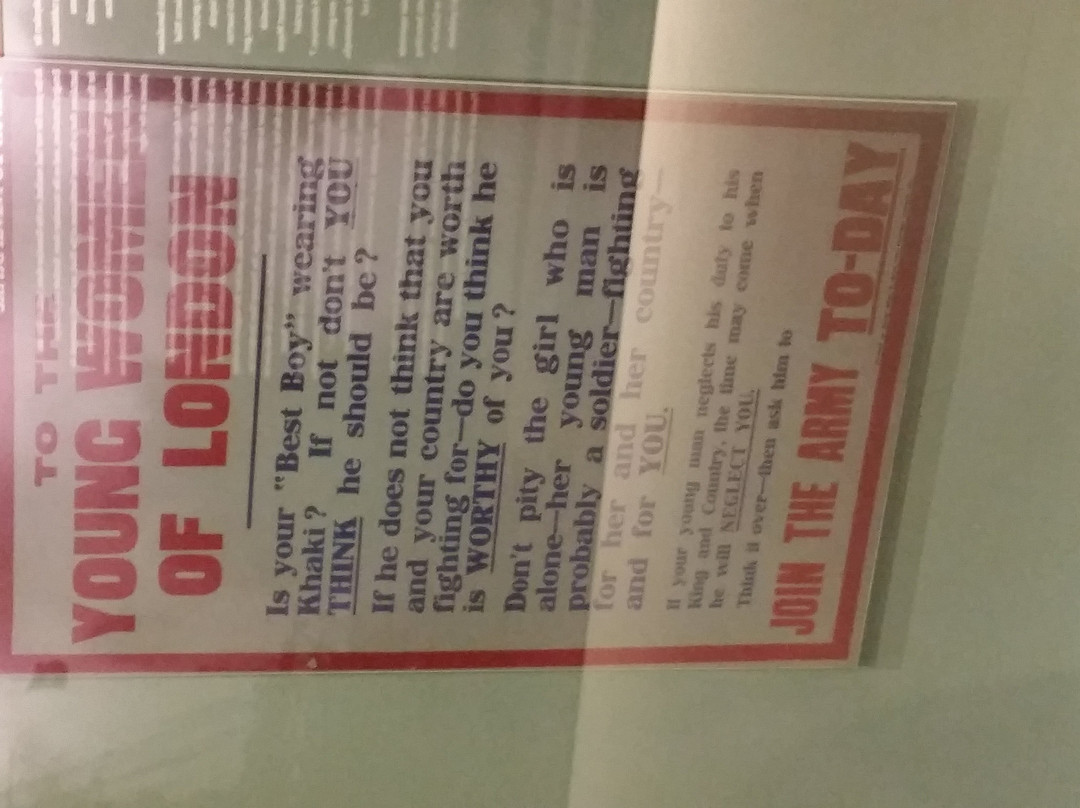 TO THE
YOUNG WOMEN
OF LONDON
Is your "Best Boy" wearing
Khaki? If not don't YOU
THINK he should be?
If he does not think that you
and your country are worth
fighting for—do you think he
is WORTHY of you?
Don't pity the girl who is
alone—her young man is
probably a soldier—fighting
for her and her country—
and for YOU.
If your young man neglects his duty to his
King and Country, the time may come when
he will NEGLECT YOU.
Think it over—then ask him to
JOIN THE ARMY TO-DAY